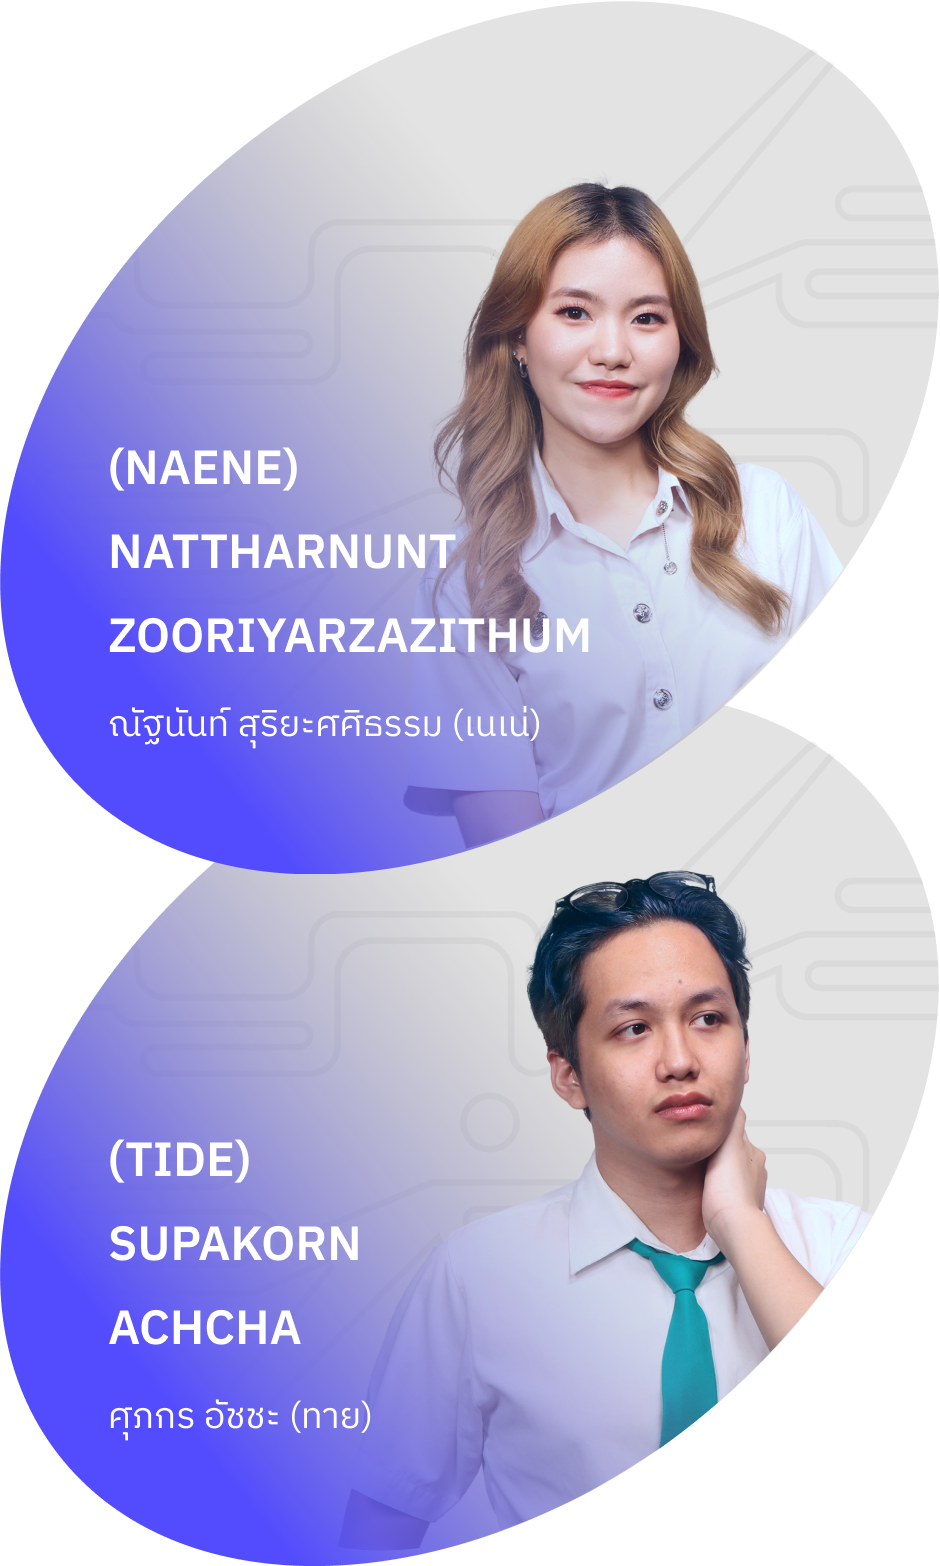 (NAENE)
NATTHARNUNT
ZOORIYARZAZITHUM
ณัฐนันท์ สุริยะศศิธรรม (เนเน่)
(TIDE)
SUPAKORN
ACHCHA
ศุภกร อัชชะ (ทาย)